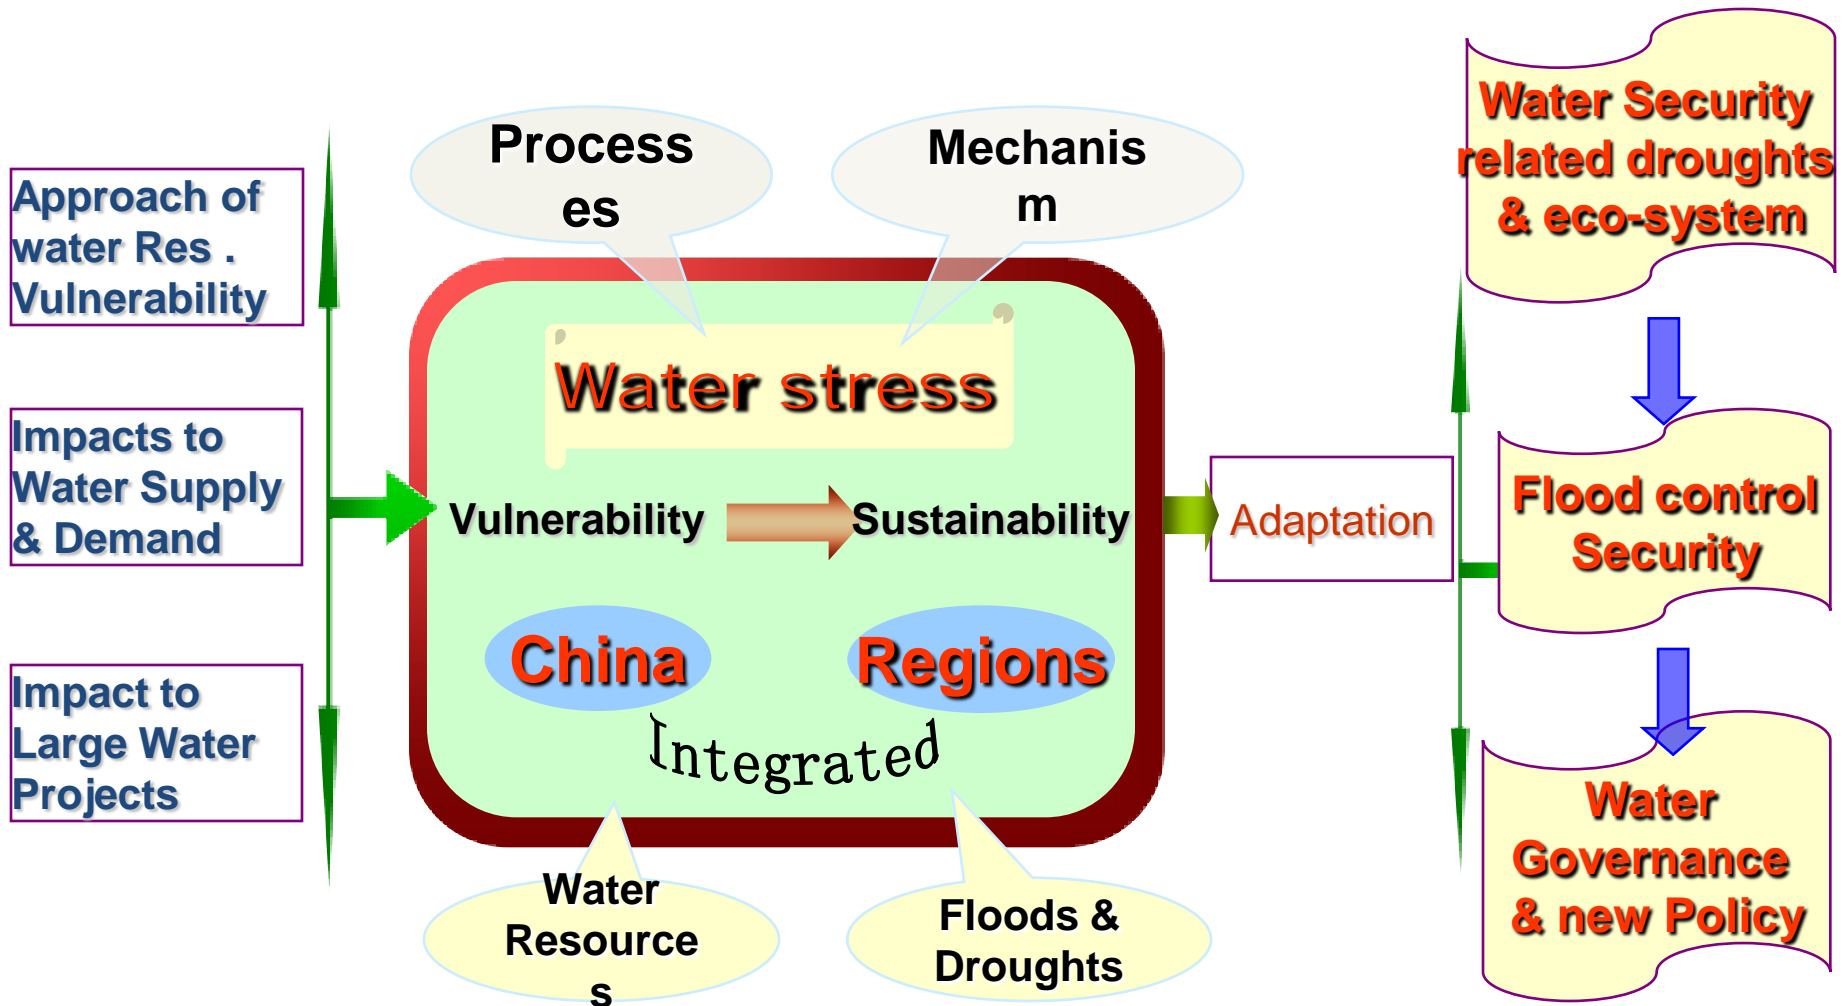 Approach of
water Res .
Vulnerability
Impacts to
Water Supply
& Demand
Impact to
Large Water
Projects
Process
es
Mechanis
m
Water stress
Vulnerability
Sustainability
China
Regions
Integrated
Water
Resource
s
Floods &
Droughts
Adaptation
Water Security
related droughts
& eco-system
Flood control
Security
Water
Governance
& new Policy